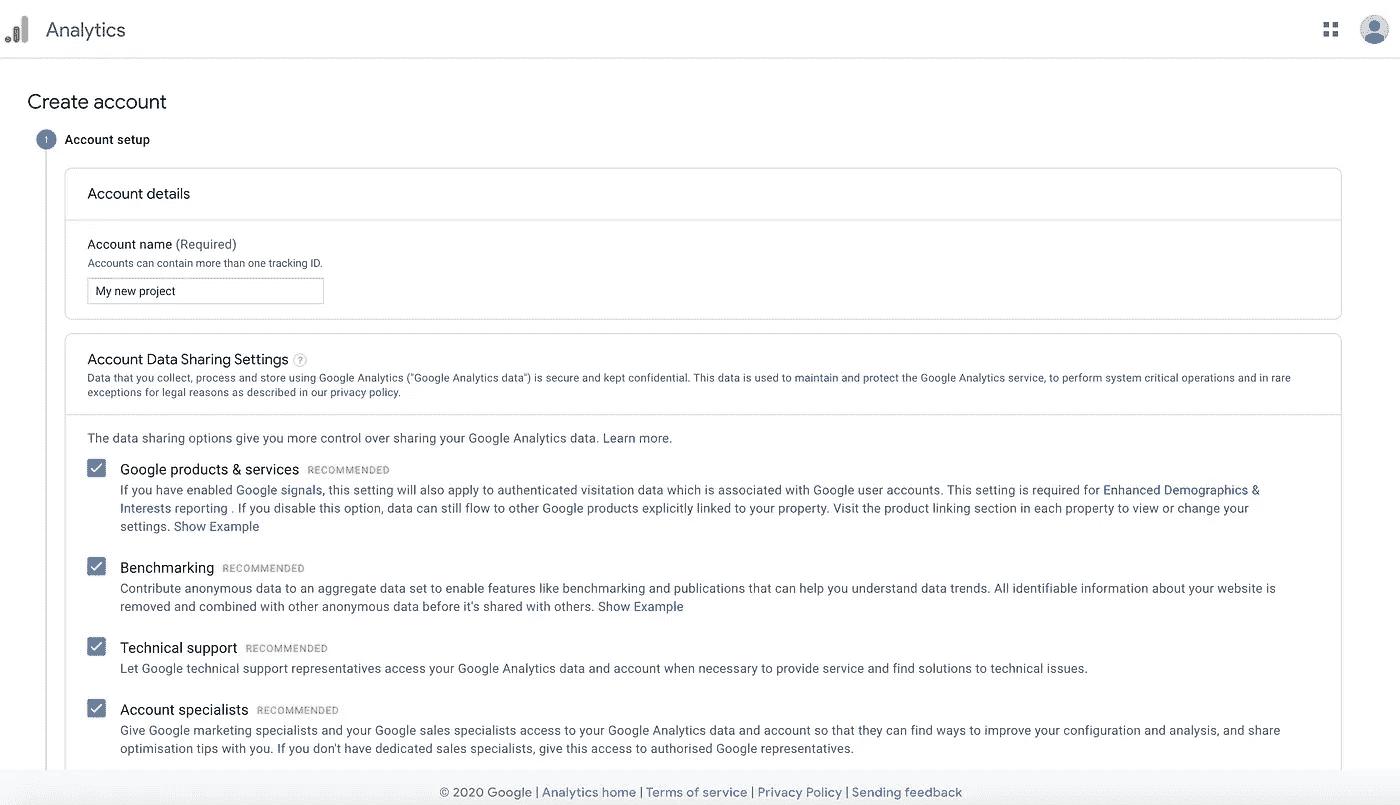 Analytics
Create account
1 Account setup
Account details
Account name (Required)
Accounts can contain more than one tracking ID.
My new project
Account Data Sharing Settings ?
Data that you collect, process and store using Google Analytics ("Google Analytics data") is secure and kept confidential. This data is used to maintain and protect the Google Analytics service, to perform system critical operations and in rare
exceptions for legal reasons as described in our privacy policy.
The data sharing options give you more control over sharing your Google Analytics data. Learn more.
Google products & services RECOMMENDED
If you have enabled Google signals, this setting will also apply to authenticated visitation data which is associated with Google user accounts. This setting is required for Enhanced Demographics &
Interests reporting . If you disable this option, data can still flow to other Google products explicitly linked to your property. Visit the product linking section in each property to view or change your
settings. Show Example
Benchmarking RECOMMENDED
Contribute anonymous data to an aggregate data set to enable features like benchmarking and publications that can help you understand data trends. All identifiable information about your website is
removed and combined with other anonymous data before it's shared with others. Show Example
Technical support RECOMMENDED
Let Google technical support representatives access your Google Analytics data and account when necessary to provide service and find solutions to technical issues.
Account specialists RECOMMENDED
Give Google marketing specialists and your Google sales specialists access to your Google Analytics data and account so that they can find ways to improve your configuration and analysis, and share
optimisation tips with you. If you don't have dedicated sales specialists, give this access to authorised Google representatives.
© 2020 Google | Analytics home | Terms of service | Privacy Policy | Sending feedback